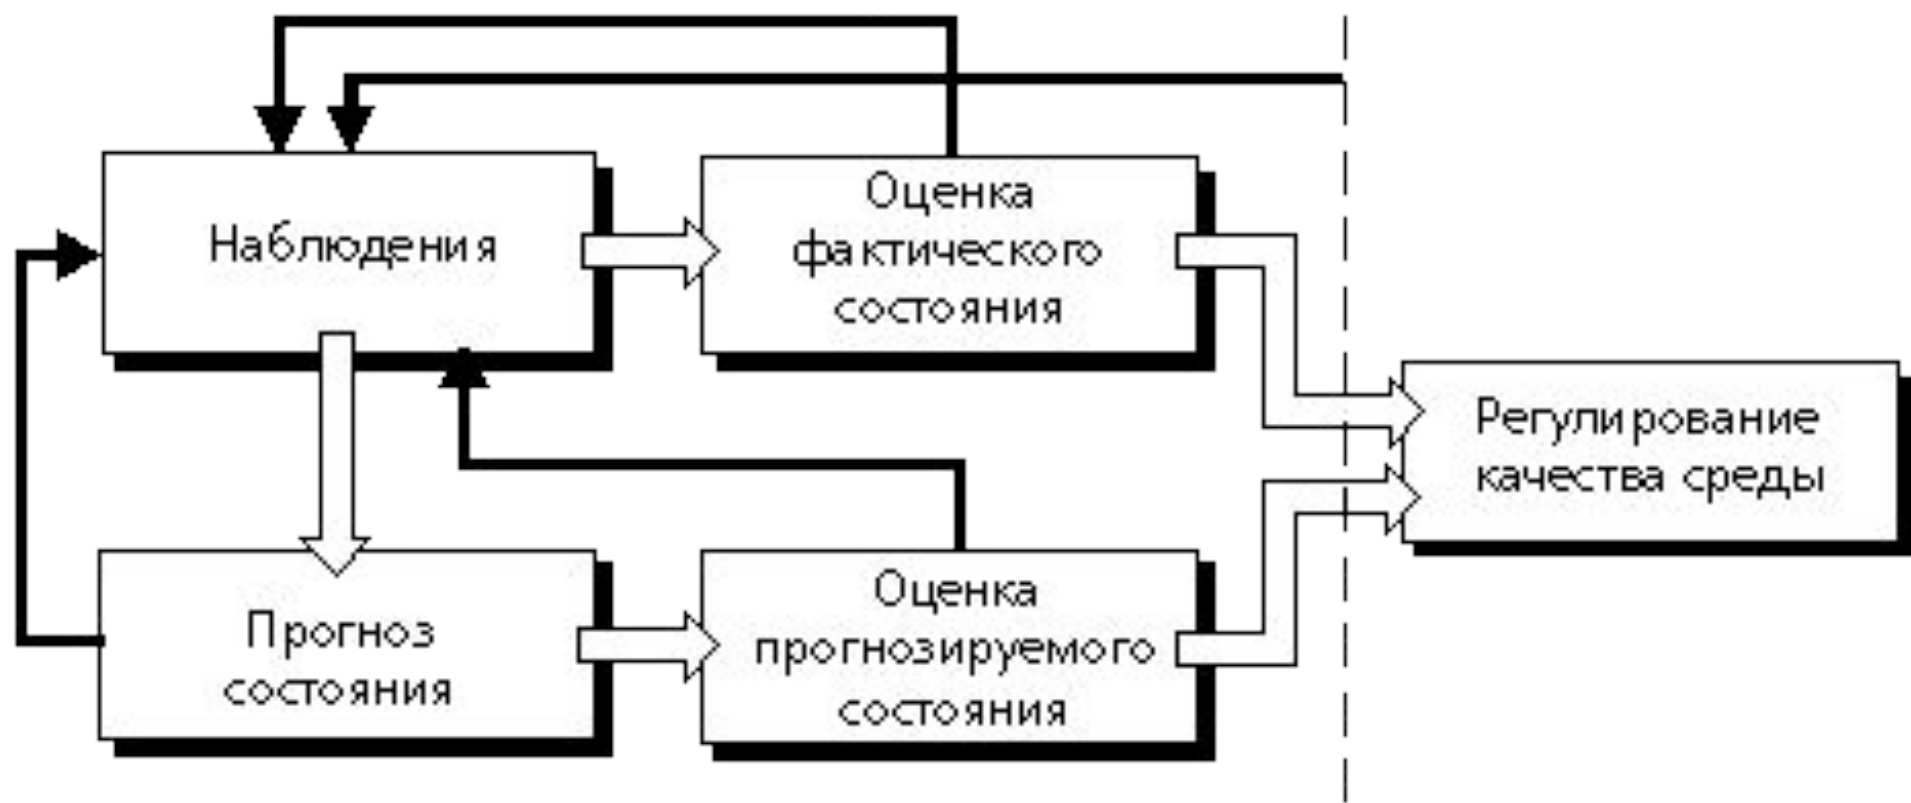 Наблюдения
Оценка
фактического
состояния
Регулирование
качества среды
Прогноз
состояния
Оценка
прогнозируемого
состояния